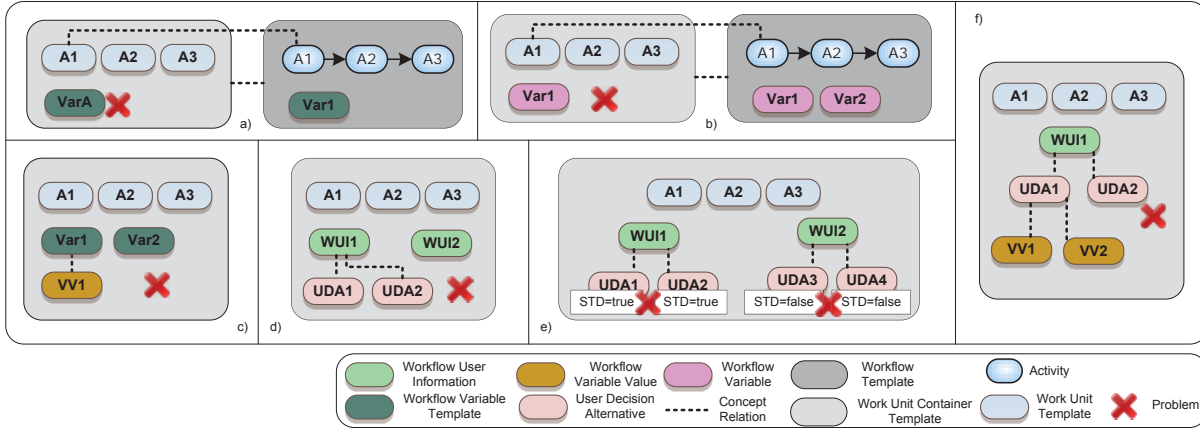 A1 A2 A3
VarA
A1 A2 A3
Var1
a)
A1 A2 A3
Var1
A1 A2 A3
Var1 Var2
b)
A1 A2 A3
Var1 Var2
VV1
c)
A1 A2 A3
WUI1 WUI2
UDA1 UDA2
d)
A1 A2 A3
WUI1 WUI2
UDA1 UDA2 UDA3 UDA4
STD=true STD=true STD=false STD=false
e)
f)
A1 A2 A3
WUI1
UDA1 UDA2
VV1 VV2
Workflow User
Information
Workflow
Variable Value
Workflow
Variable
Workflow
Template
Activity
Workflow Variable
Template
User Decision
Alternative
Concept
Relation
Work Unit Container
Template
Work Unit
Template
Problem